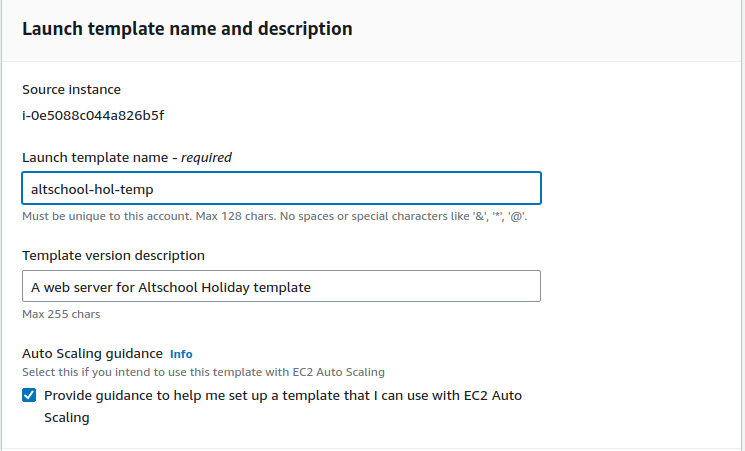 Launch template name and description
Source instance
i-0e5088c044a826b5f
Launch template name - required
altschool-hol-temp
Must be unique to this account. Max 128 chars. No spaces or special characters like '&', '*', '@'.
Template version description
A web server for Altschool Holiday template
Max 255 chars
Auto Scaling guidance Info
Select this if you intend to use this template with EC2 Auto Scaling
Provide guidance to help me set up a template that I can use with EC2 Auto
Scaling